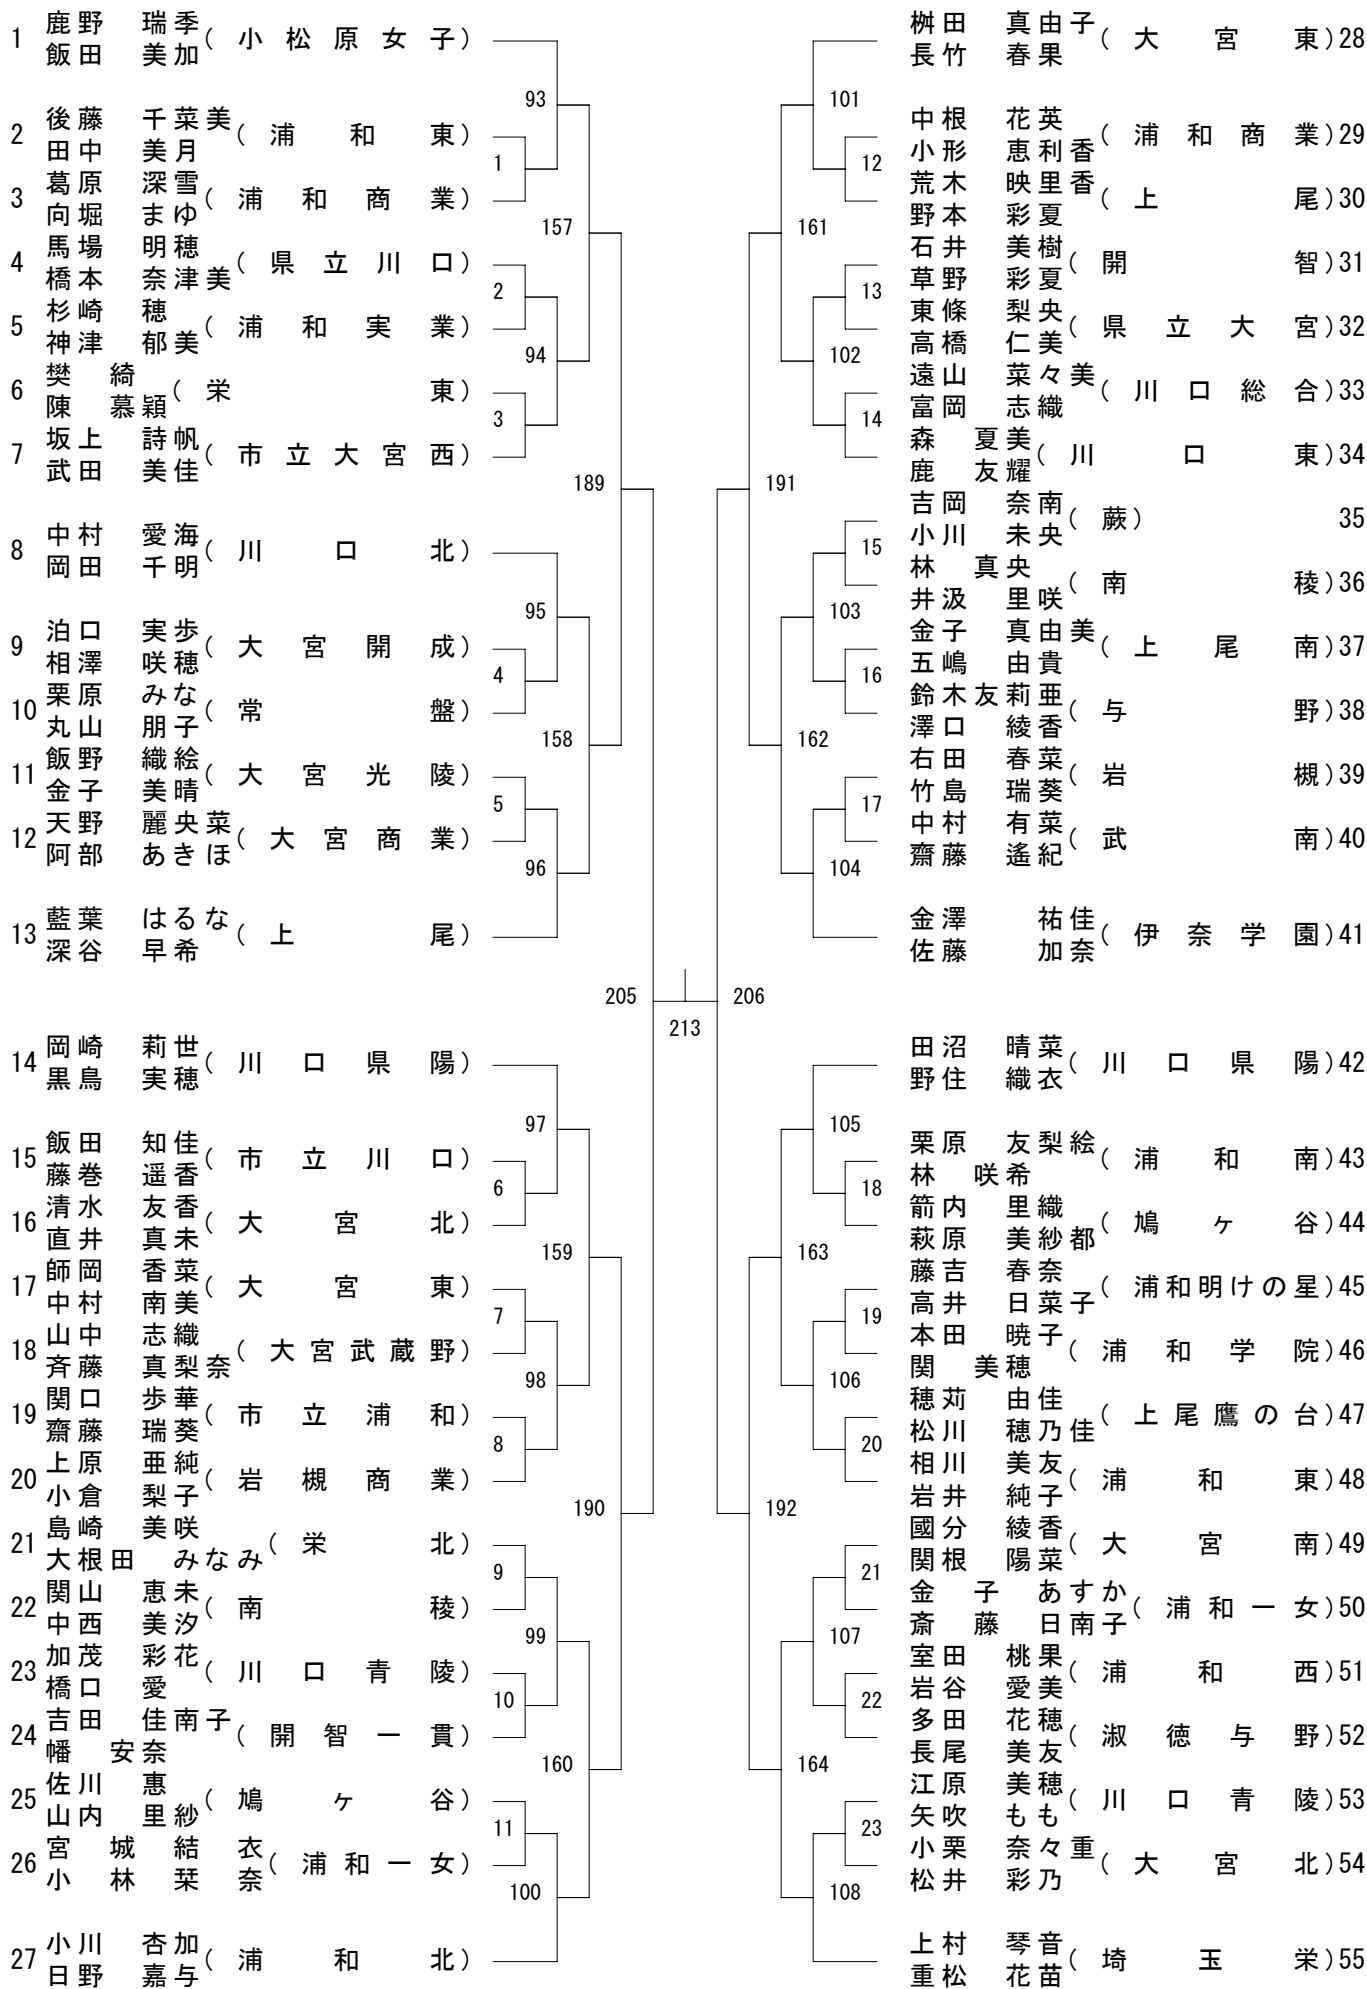 1 鹿野 瑞季 飯田 美加 (小松原女子)
2 後藤 千菜美 田中 美月 (浦和東)
3 葛原 深雪 向堀 まゆ (浦和商業)
4 馬場 明穂 橋本 奈津美 (県立川口)
5 杉崎 穂 神津 郁美 (浦和実業)
6 樊 綺 陳 慕穎 (栄東)
7 坂上 詩帆 武田 美佳 (市立大宮西)
8 中村 愛海 岡田 千明 (川口北)
9 泊口 実歩 相澤 咲穂 (大宮開成)
10 栗原 みな 丸山 朋子 (常盤)
11 飯野 織絵 金子 美晴 (大宮光陵)
12 天野 麗央菜 阿部 あきほ (大宮商業)
13 藍葉 はるな 深谷 早希 (上尾)
14 岡崎 莉世 黒鳥 実穂 (川口県陽)
15 飯田 知佳 藤巻 遥香 (市立川口)
16 清水 友香 直井 真未 (大宮北)
17 師岡 香菜 中村 南美 (大宮東)
18 山中 志織 斉藤 真梨奈 (大宮武蔵野)
19 関口 歩華 齋藤 瑞葵 (市立浦和)
20 上原 亜純 小倉 梨子 (岩槻商業)
21 島崎 美咲 大根田 みなみ (栄北)
22 関山 恵未 中西 美汐 (南稜)
23 加茂 彩花 橋口 愛 (川口青陵)
24 吉田 佳南子 幡 安奈 (開智一貫)
25 佐川 惠 山内 里紗 (鳩ヶ谷)
26 宮城 結衣 小林 栞奈 (浦和一女)
27 小川 杏加 日野 嘉与 (浦和北)
93
1
157
2
94
3
189
95
4
158
5
96
205
97
6
159
7
98
8
190
9
99
10
160
11
100
213
206
101
12
161
13
102
14
191
15
103
16
162
17
104
105
18
163
19
106
20
192
21
107
22
164
23
108
桝田 真由子 長竹 春果 (大宮東) 28
中根 花英 小形 恵利香 (浦和商業) 29
荒木 映里香 野本 彩夏 (上尾) 30
石井 美樹 草野 彩夏 (開智) 31
東條 梨央 高橋 仁美 (県立大宮) 32
遠山 菜々美 富岡 志織 (川口総合) 33
森 夏美 鹿 友耀 (川口東) 34
吉岡 奈南 小川 未央 (蕨) 35
林 真央 井汲 里咲 (南稜) 36
金子 真由美 五嶋 由貴 (上尾南) 37
鈴木友莉亜 澤口 綾香 (与野) 38
右田 春菜 竹島 瑞葵 (岩槻) 39
中村 有菜 齋藤 遙紀 (武南) 40
金澤 祐佳 佐藤 加奈 (伊奈学園) 41
田沼 晴菜 野住 織衣 (川口県陽) 42
栗原 友梨絵 林 咲希 (浦和南) 43
箭内 里織 萩原 美紗都 (鳩ヶ谷) 44
藤吉 春奈 高井 日菜子 (浦和明けの星) 45
本田 暁子 関 美穂 (浦和学院) 46
穂苅 由佳 松川 穂乃佳 (上尾鷹の台) 47
相川 美友 岩井 純子 (浦和東) 48
國分 綾香 関根 陽菜 (大宮南) 49
金子 あすか 斎藤 日南子 (浦和一女) 50
室田 桃果 岩谷 愛美 (浦和西) 51
多田 花穂 長尾 美友 (淑徳与野) 52
江原 美穂 矢吹 もも (川口青陵) 53
小栗 奈々重 松井 彩乃 (大宮北) 54
上村 琴音 重松 花苗 (埼玉栄) 55